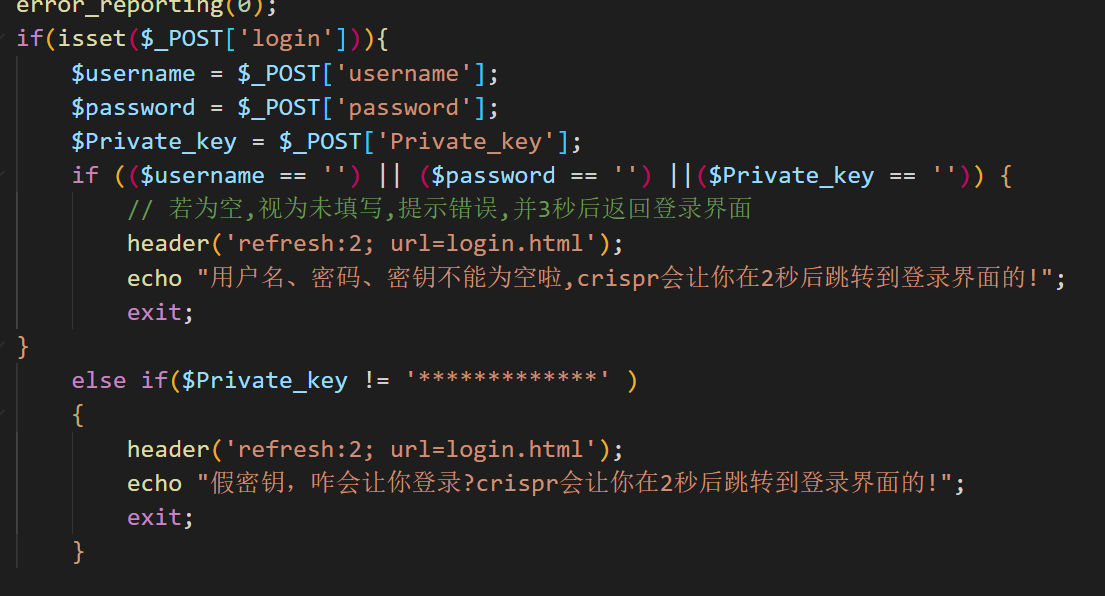 error_reporting(0);
if(isset($_POST['login'])){
$username = $_POST['username'];
$password = $_POST['password'];
$Private_key = $_POST['Private_key'];
if (($username == '') || ($password == '') ||($Private_key == '')) {
// 若为空,视为未填写,提示错误,并3秒后返回登录界面
header('refresh:2; url=login.html');
echo "用户名、密码、密钥不能为空啦,crispr会让你在2秒后跳转到登录界面的!";
exit;
}
else if($Private_key != '*************' )
{
header('refresh:2; url=login.html');
echo "假密钥，咋会让你登录?crispr会让你在2秒后跳转到登录界面的!";
exit;
}